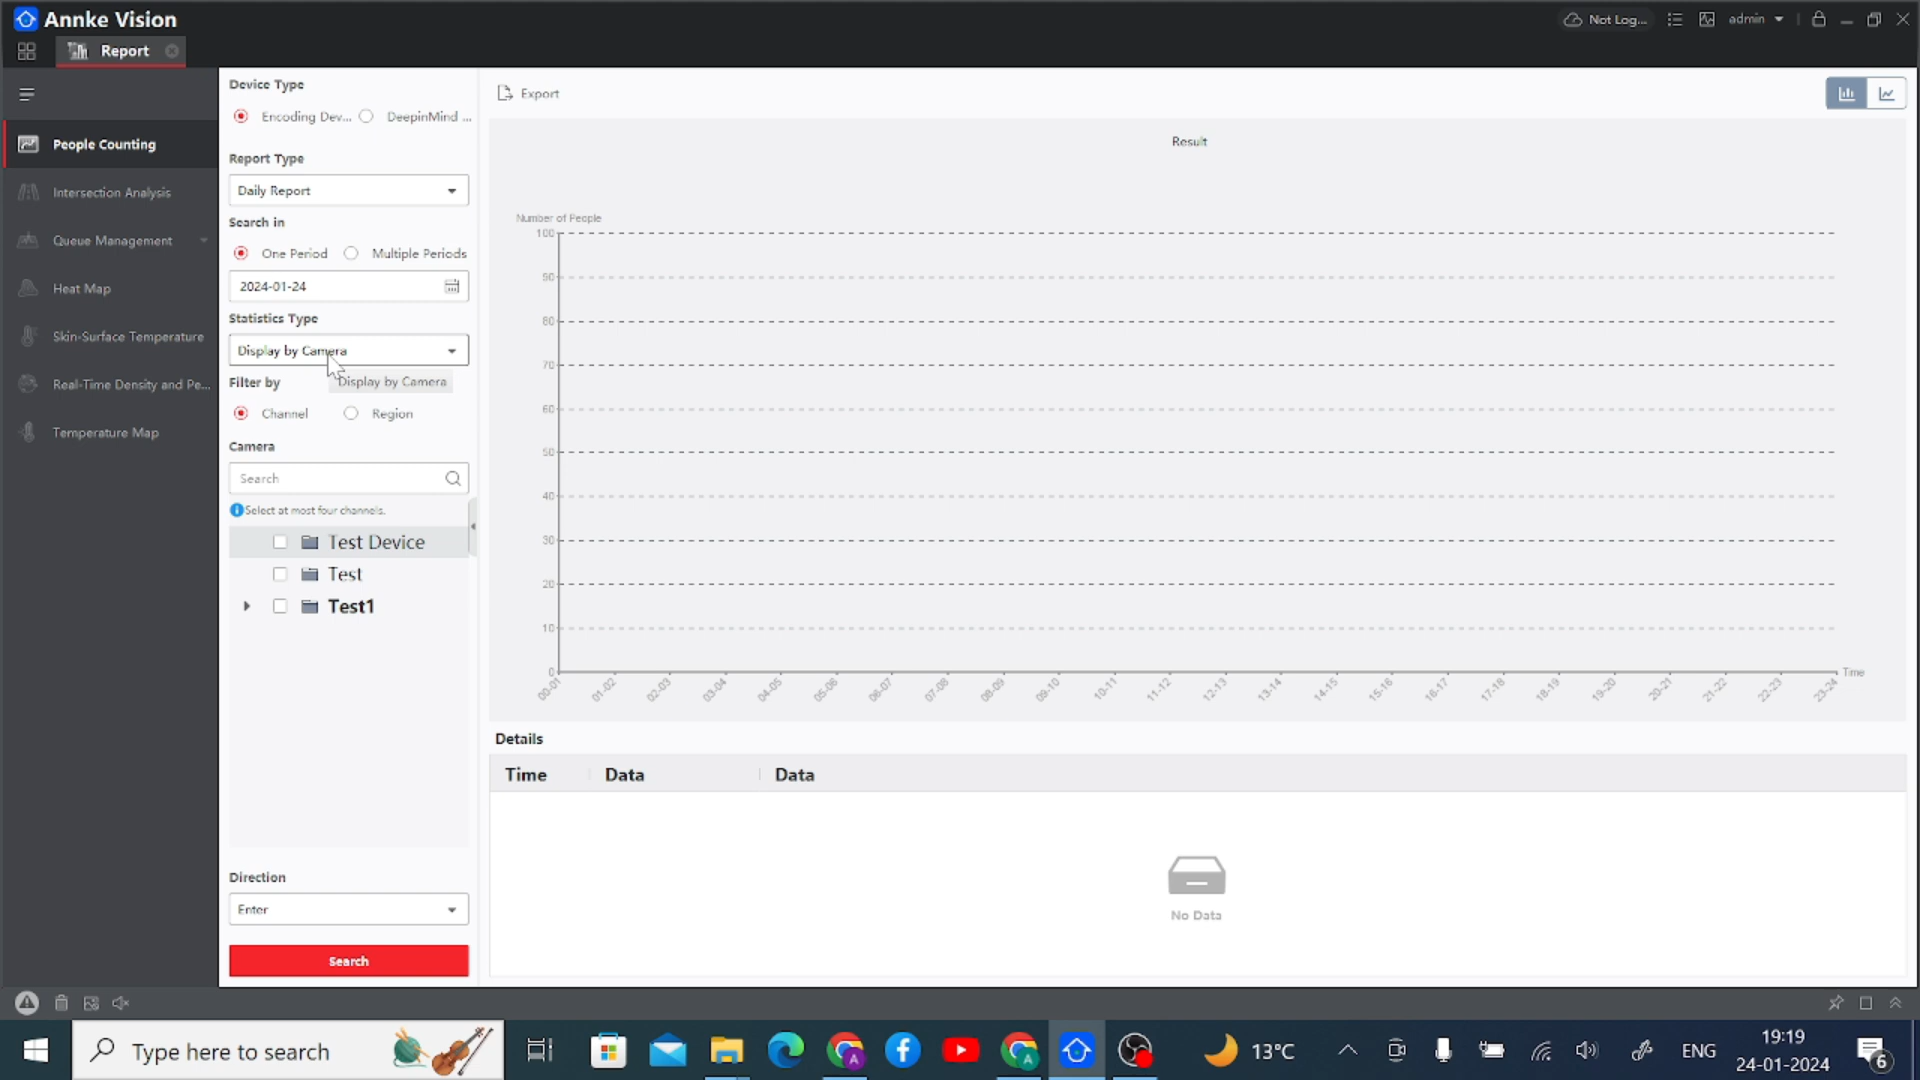 Annke Vision
Not Log...
admin
Report
Device Type
Encoding Dev...
DeepinMind ...
Report Type
Daily Report
Search in
One Period
Multiple Periods
2024-01-24
Statistics Type
Display by Camera
Filter by
Display by Camera
Channel
Region
Camera
Search
Select at most four channels.
Test Device
Test
Test1
Direction
Enter
Search
People Counting
Intersection Analysis
Queue Management
Heat Map
Skin-Surface Temperature
Real-Time Density and Pe...
Temperature Map
Export
Result
Number of People
100
90
80
70
60
50
40
30
20
10
0
00-01 01-02 02-03 03-04 04-05 05-06 06-07 07-08 08-09 09-10 10-11 11-12 12-13 13-14 14-15 15-16 16-17 17-18 18-19 19-20 20-21 21-22 22-23 23-24
Time
Details
Time Data Data
No Data
Type here to search
A
A
13°C
ENG
19:19
24-01-2024
6